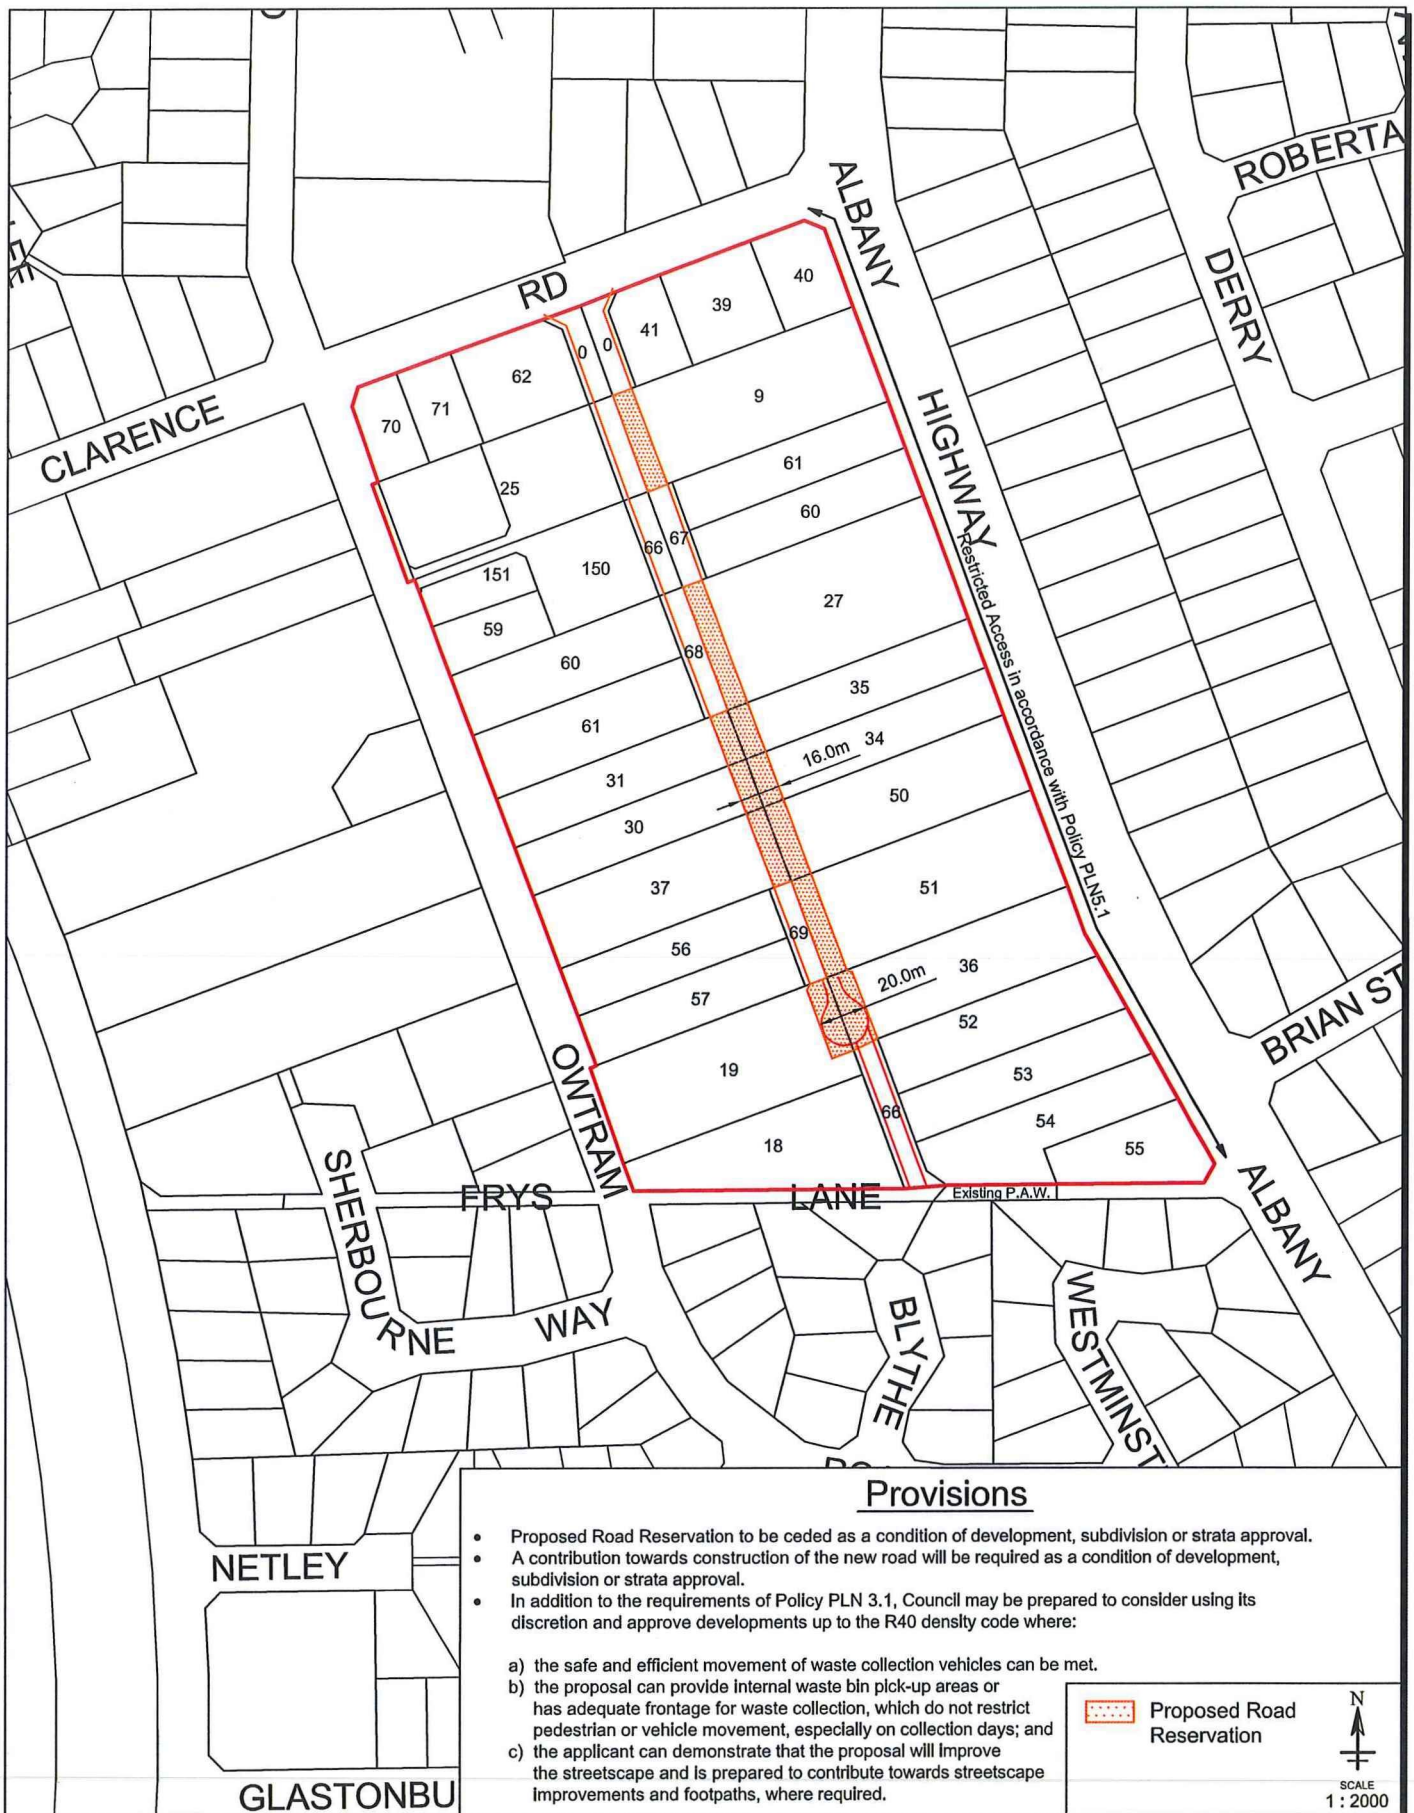 ROBERTA
ALBANY
DERRY
RD
40
39
41
0
0
62
71
70
9
CLARENCE
HIGHWAY
61
25
60
67
66
150
151
27
59
60
68
35
61
34
16.0m
31
50
30
37
51
Restricted Access in accordance with Policy PLN5.1
69
56
36
20.0m
57
52
BRIAN ST
OWTRAM
19
53
66
54
18
55
SHERBOURNE
WAY
FRYS
LANE
Existing P.A.W.
ALBANY
BLYTHE
WESTMINST
NETLEY
GLASTONBU
Provisions
• Proposed Road Reservation to be ceded as a condition of development, subdivision or strata approval.
• A contribution towards construction of the new road will be required as a condition of development,
subdivision or strata approval.
• In addition to the requirements of Policy PLN 3.1, Council may be prepared to consider using its
discretion and approve developments up to the R40 density code where:
a) the safe and efficient movement of waste collection vehicles can be met.
b) the proposal can provide internal waste bin pick-up areas or
has adequate frontage for waste collection, which do not restrict
pedestrian or vehicle movement, especially on collection days; and
c) the applicant can demonstrate that the proposal will improve
the streetscape and is prepared to contribute towards streetscape
improvements and footpaths, where required.
Proposed Road
Reservation
N
SCALE
1 : 2000